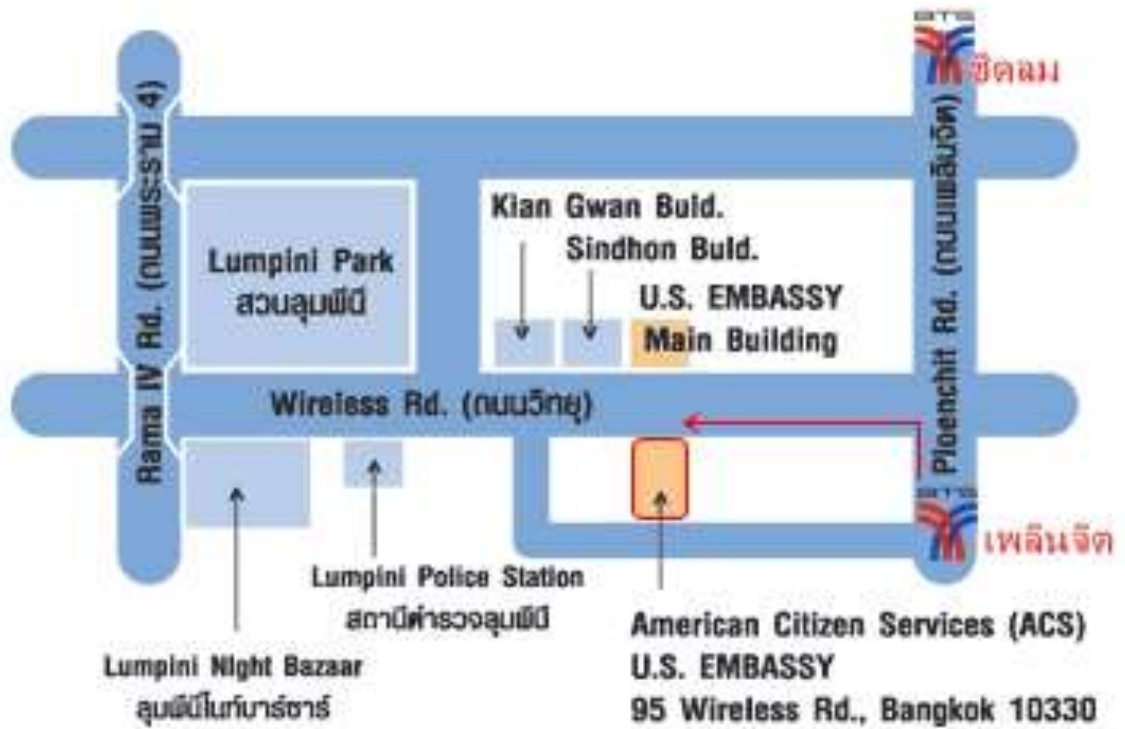 BTS
ชิดลม
Rama IV Rd. (ถนนพระราม 4)
Ploenchit Rd. (ถนนเพลินจิต)
Kian Gwan Buld.
Sindhon Buld.
Lumpini Park
สวนลุมพินี
U.S. EMBASSY
Main Building
Wireless Rd. (ถนนวิทยุ)
BTS
เพลินจิต
Lumpini Police Station
สถานีตำรวจลุมพินี
American Citizen Services (ACS)
U.S. EMBASSY
95 Wireless Rd., Bangkok 10330
Lumpini Night Bazaar
ลุมพินีไนท์บาร์ซาร์